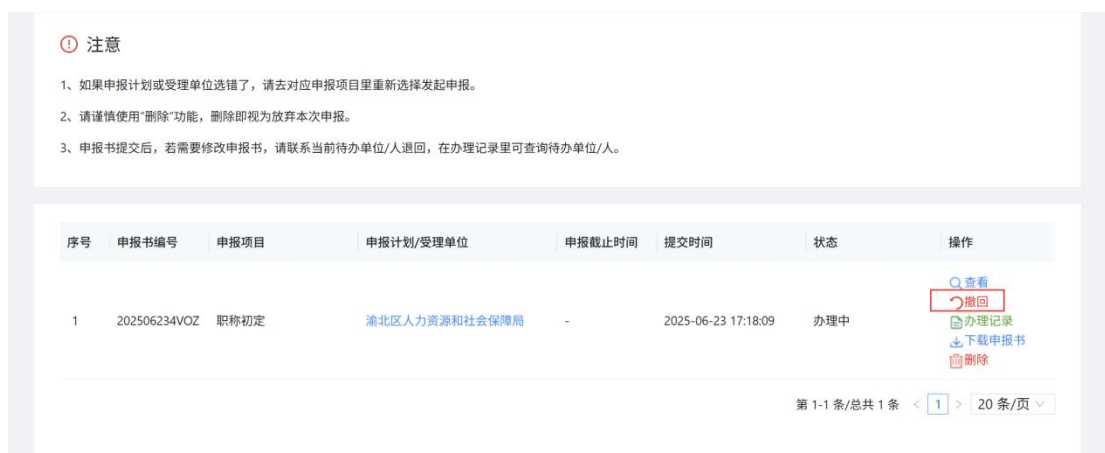 注意
1、如果申报计划或受理单位选错了，请去对应申报项目里重新选择发起申报。
2、请谨慎使用“删除”功能，删除即视为放弃本次申报。
3、申报书提交后，若需要修改申报书，请联系当前待办单位/人退回，在办理记录里可查询待办单位/人。
序号 申报书编号 申报项目 申报计划/受理单位 申报截止时间 提交时间 状态 操作
1 202506234VOZ 职称初定 渝北区人力资源和社会保障局 - 2025-06-23 17:18:09 办理中
查看
撤回
办理记录
下载申报书
删除
第 1-1 条/总共 1 条 < 1 > 20 条/页